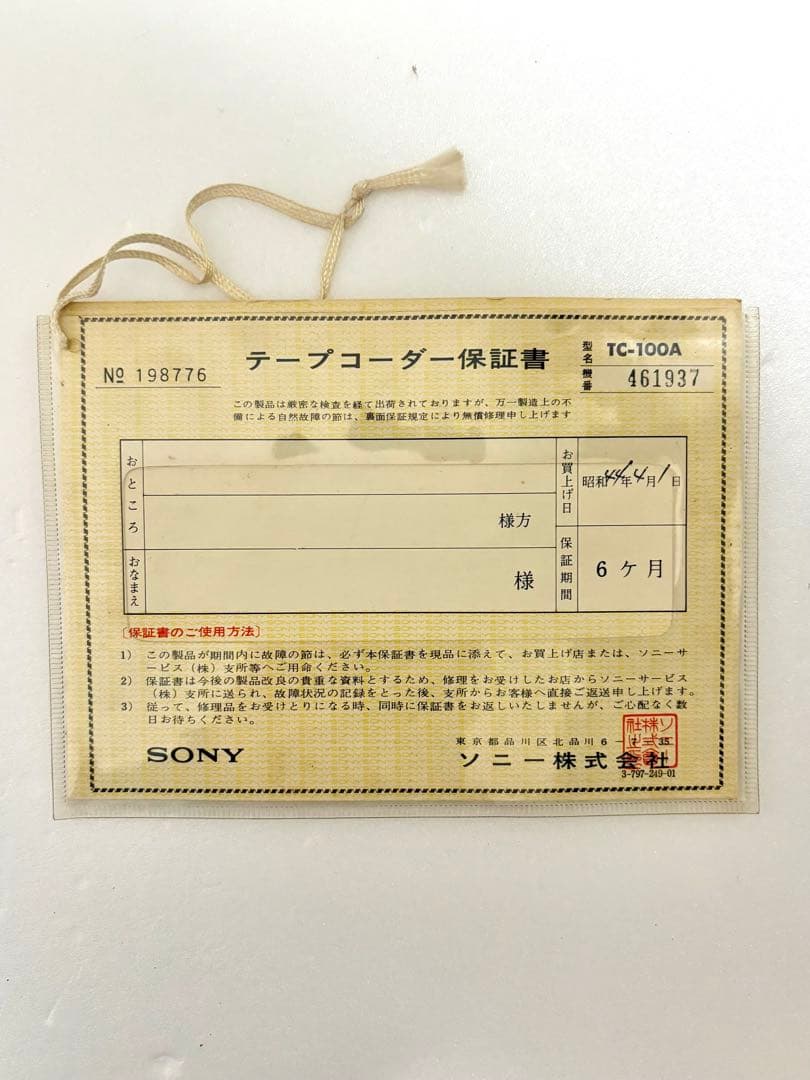 テープコーダー保証書
№ 198776
型名 TC-100A
機番 461937
この製品は厳密な検査を経て出荷されておりますが、万一製造上の不
備による自然故障の節は、裏面保証規定により無償修理申し上げます
おところ
様方
おなまえ
様
お買上げ日
昭和44年4月1日
保証期間
6ヶ月
〔保証書のご使用方法〕
1) この製品が期間内に故障の節は、必ず本保証書を現品に添えて、お買上げ店または、ソニーサ
ービス(株)支所等へご用命ください。
2) 保証書は今後の製品改良の貴重な資料とするため、修理をお受けしたお店からソニーサービス
(株)支所に送られ、故障状況の記録をとった後、支所からお客様へ直接ご返送申し上げます。
3) 従って、修理品をお受けとりになる時、同時に保証書をお返しいたしませんが、ご心配なく数
日お待ちください。
SONY
東京都品川区北品川6-7-35
ソニー株式会社
3-797-249-01